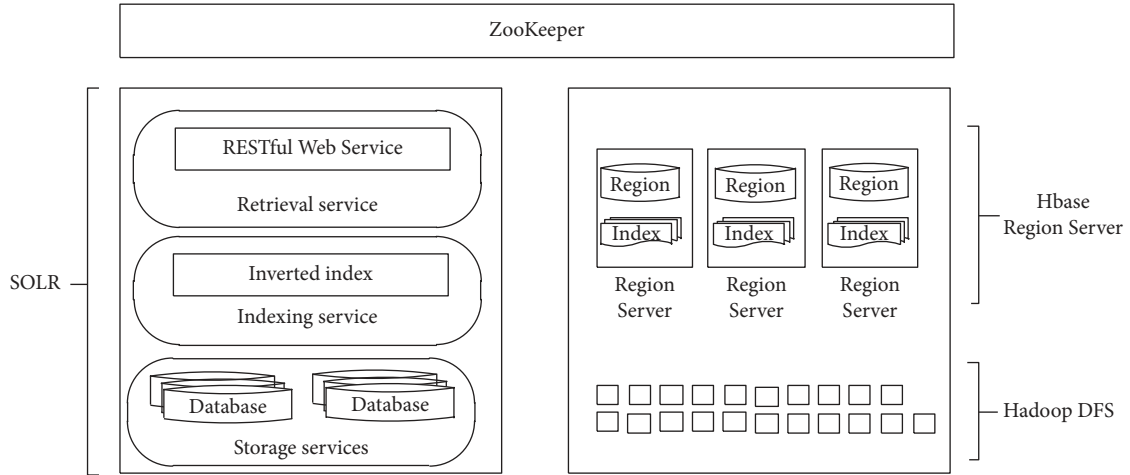 ZooKeeper
SOLR
RESTful Web Service
Retrieval service
Inverted index
Indexing service
Database
Database
Storage services
Region
Region
Region
Index
Index
Index
Region
Server
Region
Server
Region
Server
Hbase
Region Server
Hadoop DFS